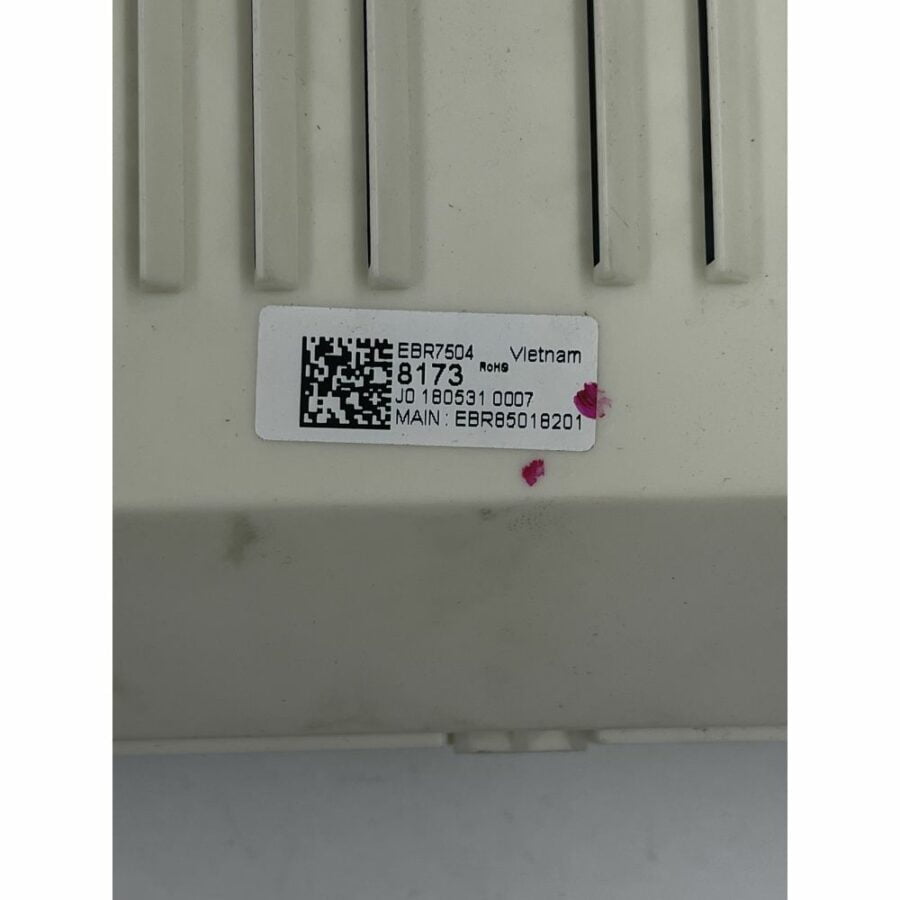 EBR7504 Vietnam
8173 RoHS
J0 180531 0007
MAIN : EBR85018201